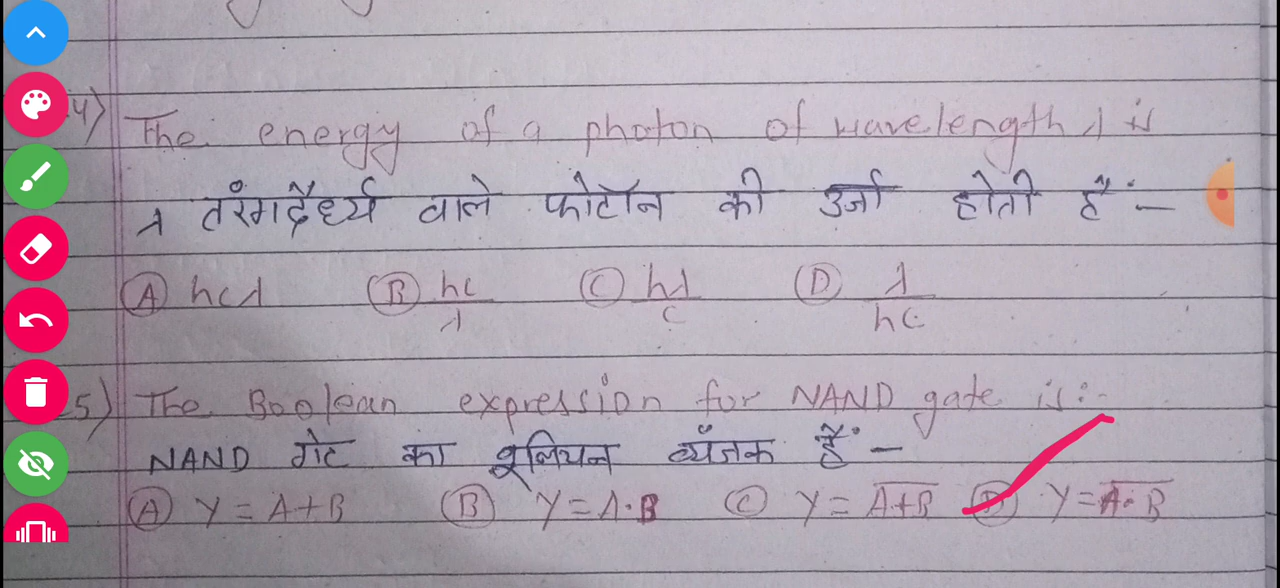 4) The energy of a photon of wavelength λ is
λ तरंगदैर्ध्य वाले फोटॉन की उर्जा होती है :—
(A) hcλ (B) hc/λ (C) hλ/c (D) λ/hc
5) The Boolean expression for NAND gate is :-
NAND गेट का बूलियन व्यंजक हैं :—
(A) Y = A+B (B) Y = A·B (C) Y = A̅+̅B̅ (D) Y = A̅·̅B̅